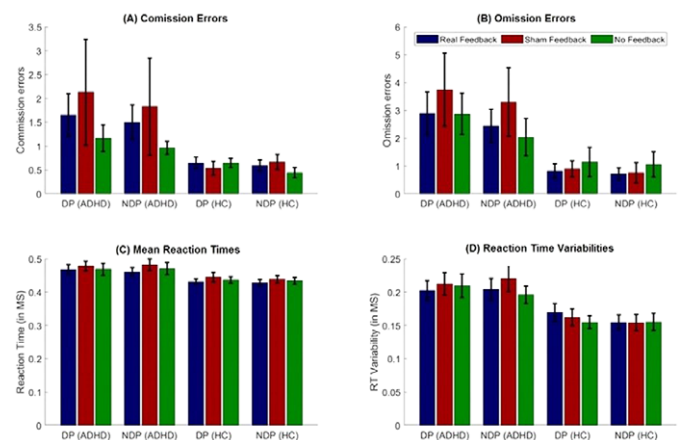 (A) Comission Errors
Commission errors
3.5
3
2.5
2
1.5
1
0.5
0
DP (ADHD) NDP (ADHD) DP (HC) NDP (HC)
(B) Omission Errors
Real Feedback Sham Feedback No Feedback
Omission errors
6
5
4
3
2
1
0
DP (ADHD) NDP (ADHD) DP (HC) NDP (HC)
(C) Mean Reaction Times
Reaction Time (in MS)
0.5
0.4
0.3
0.2
0.1
0
DP (ADHD) NDP (ADHD) DP (HC) NDP (HC)
(D) Reaction Time Variabilities
RT Variability (in MS)
0.25
0.2
0.15
0.1
0.05
0
DP (ADHD) NDP (ADHD) DP (HC) NDP (HC)